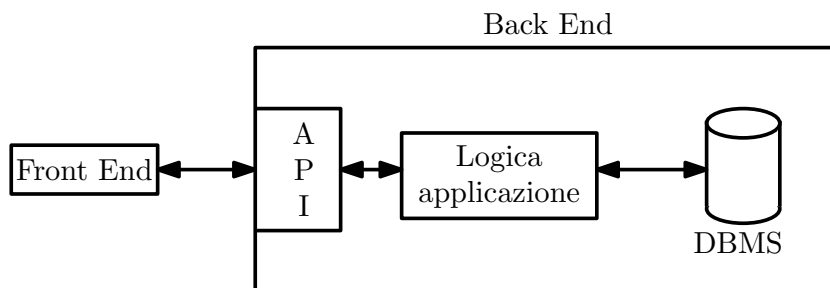 Back End
Front End
A
P
I
Logica
applicazione
DBMS